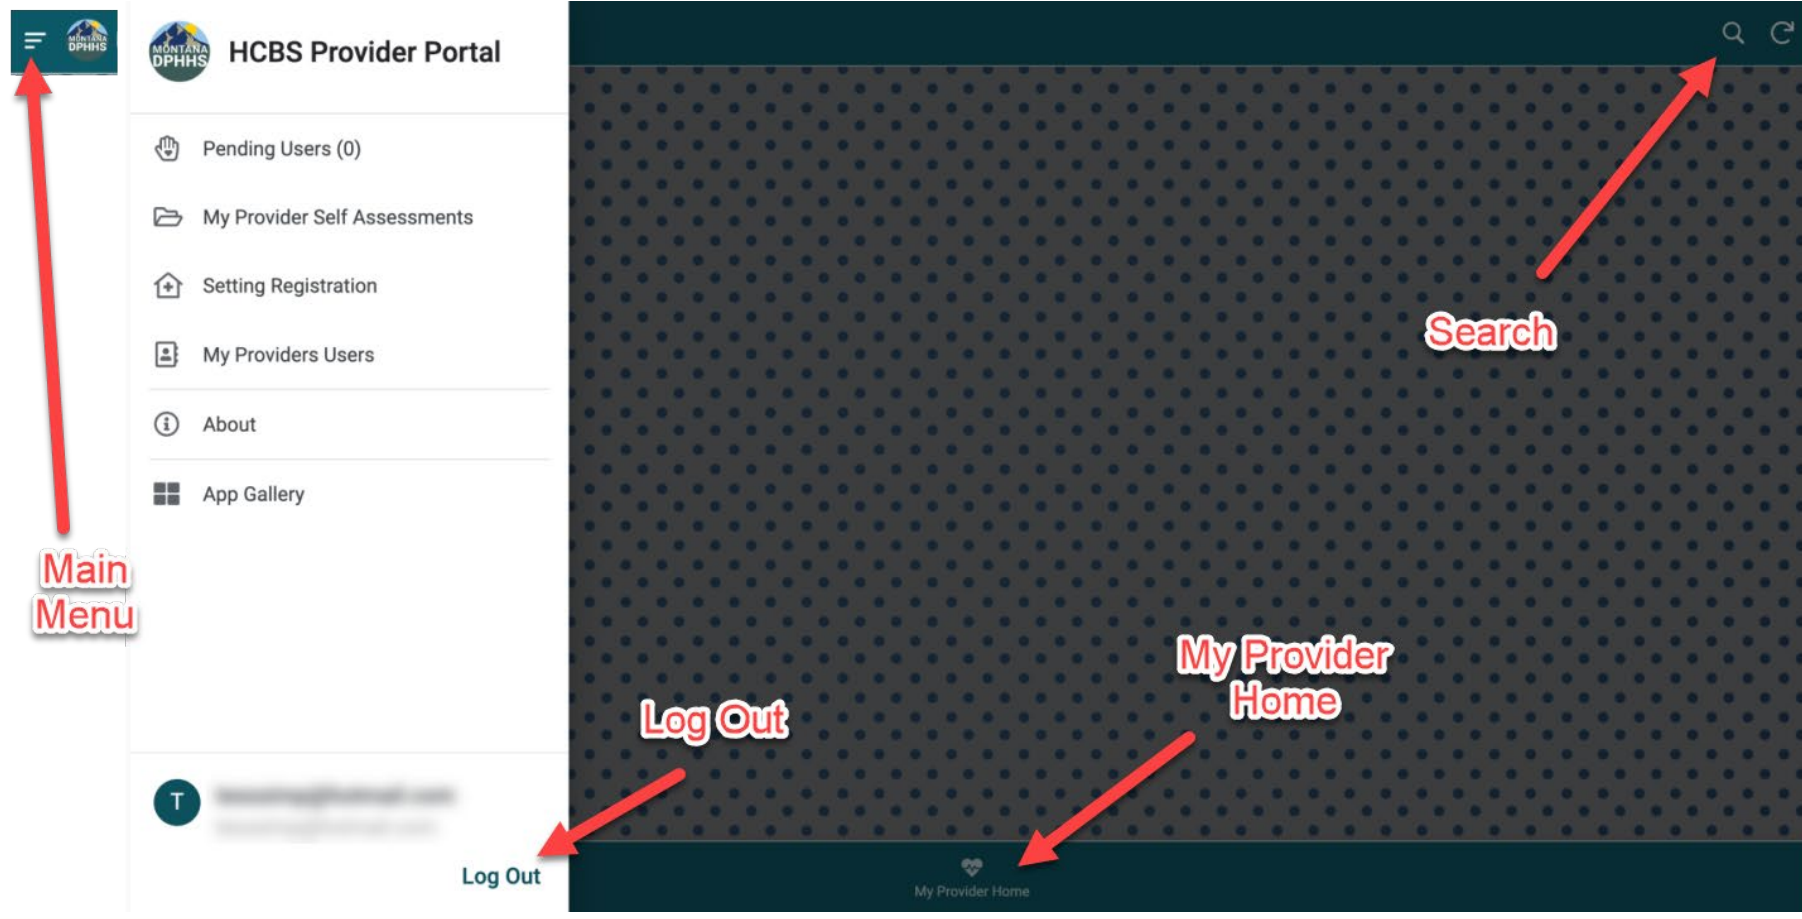 MONTANA
DPHHS
MONTANA
DPHHS
HCBS Provider Portal
Pending Users (0)
My Provider Self Assessments
Setting Registration
My Providers Users
About
App Gallery
Main
Menu
Search
My Provider
Home
Log Out
T
Log Out
My Provider Home